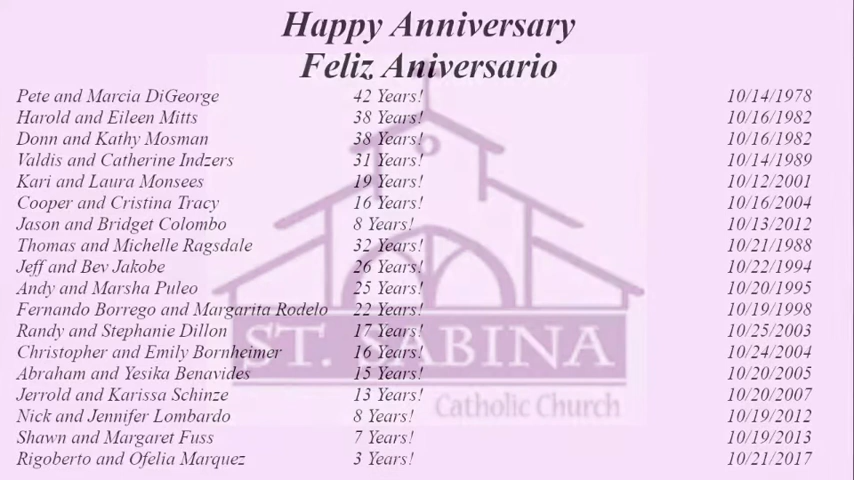 Happy Anniversary
Feliz Aniversario
Pete and Marcia DiGeorge 42 Years! 10/14/1978
Harold and Eileen Mitts 38 Years! 10/16/1982
Donn and Kathy Mosman 38 Years! 10/16/1982
Valdis and Catherine Indzers 31 Years! 10/14/1989
Kari and Laura Monsees 19 Years! 10/12/2001
Cooper and Cristina Tracy 16 Years! 10/16/2004
Jason and Bridget Colombo 8 Years! 10/13/2012
Thomas and Michelle Ragsdale 32 Years! 10/21/1988
Jeff and Bev Jakobe 26 Years! 10/22/1994
Andy and Marsha Puleo 25 Years! 10/20/1995
Fernando Borrego and Margarita Rodelo 22 Years! 10/19/1998
Randy and Stephanie Dillon 17 Years! 10/25/2003
Christopher and Emily Bornheimer 16 Years! 10/24/2004
Abraham and Yesika Benavides 15 Years! 10/20/2005
Jerrold and Karissa Schinze 13 Years! 10/20/2007
Nick and Jennifer Lombardo 8 Years! 10/19/2012
Shawn and Margaret Fuss 7 Years! 10/19/2013
Rigoberto and Ofelia Marquez 3 Years! 10/21/2017
ST. SABINA
Catholic Church